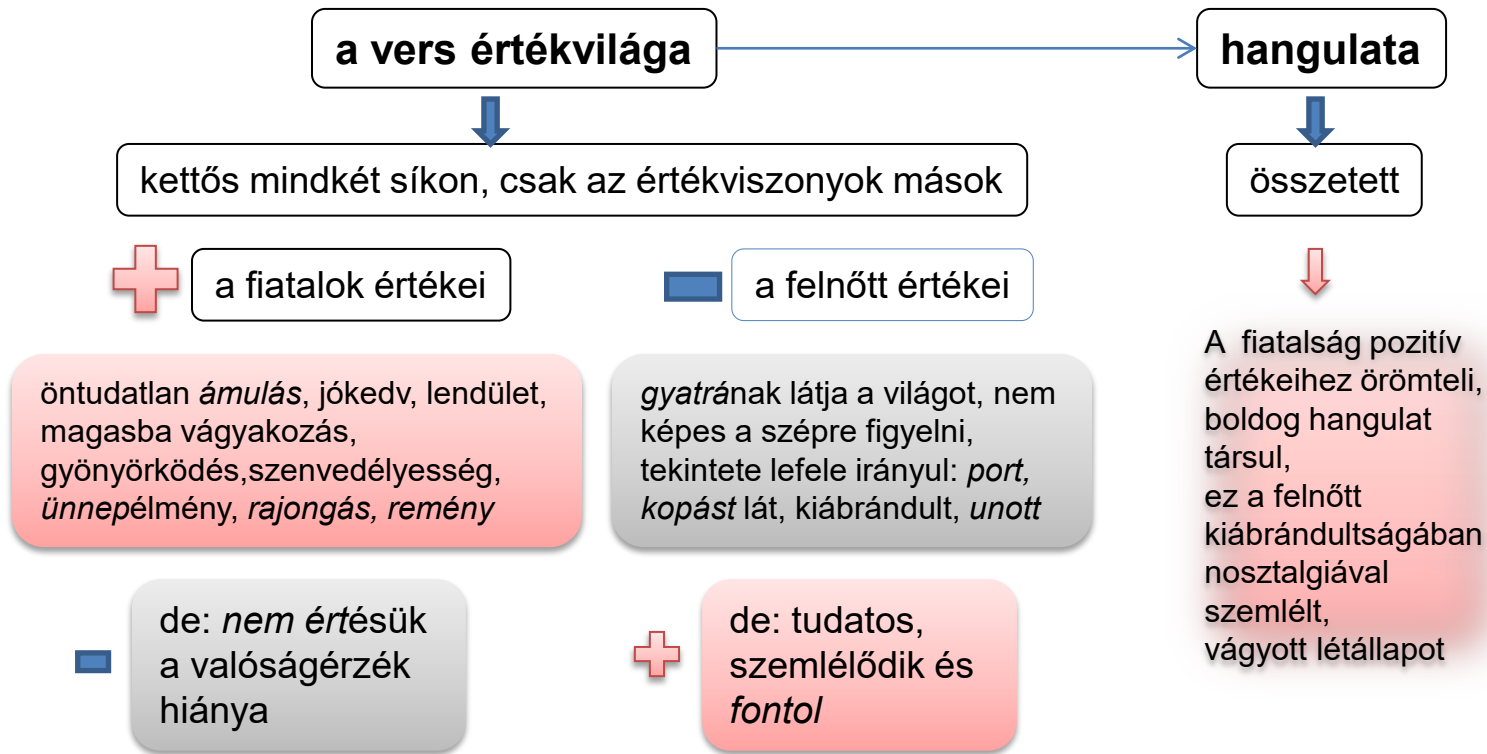 a vers értékvilága
hangulata
kettős mindkét síkon, csak az értékviszonyok mások
összetett
a fiatalok értékei
a felnőtt értékei
öntudatlan ámulás, jókedv, lendület,
magasba vágyakozás,
gyönyörködés,szenvedélyesség,
ünnepélmény, rajongás, remény
gyatrának látja a világot, nem
képes a szépre figyelni,
tekintete lefele irányul: port,
kopást lát, kiábrándult, unott
A fiatalság pozitív
értékeihez örömteli,
boldog hangulat
társul,
ez a felnőtt
kiábrándultságában
nosztalgiával
szemlélt,
vágyott létállapot
de: nem értésük
a valóságérzék
hiánya
de: tudatos,
szemlélődik és
fontol